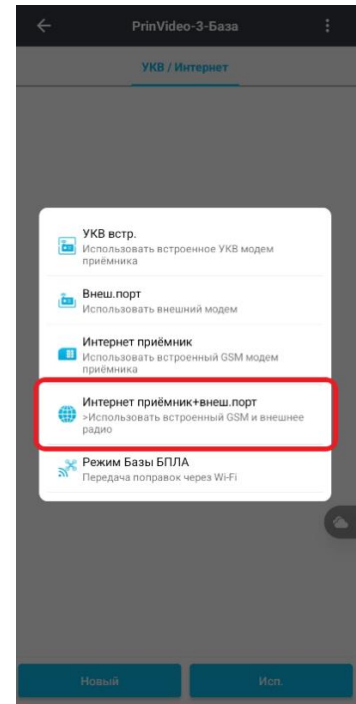 PrinVideo-3-База
УКВ / Интернет
УКВ встр.
Использовать встроенное УКВ модем
приёмника
Внеш.порт
Использовать внешний модем
Интернет приёмник
Использовать встроенный GSM модем
приёмника
Интернет приёмник+внеш.порт
>Использовать встроенный GSM и внешнее
радио
Режим Базы БПЛА
Передача поправок через Wi-Fi
Новый
Исп.